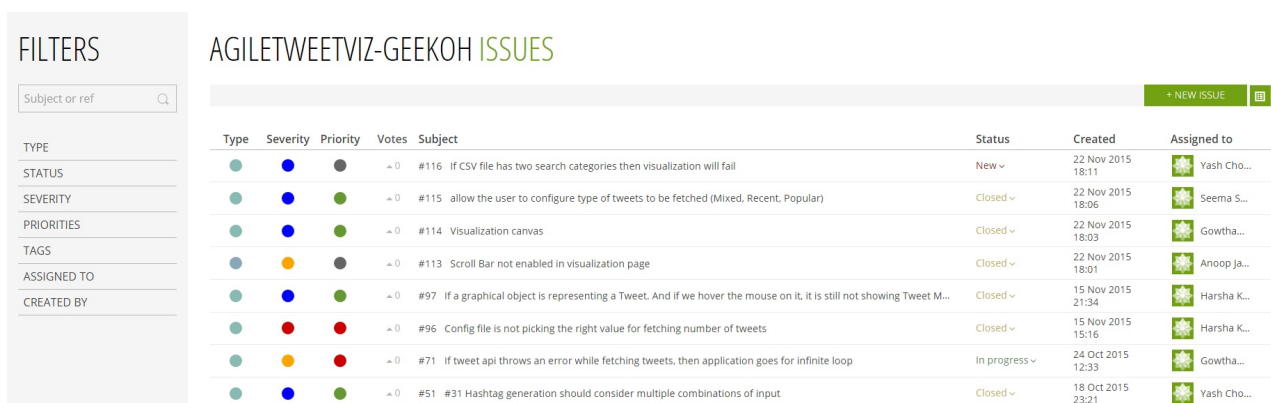 FILTERS
AGILETWEETVIZ-GEEKOH ISSUES
Subject or ref
+ NEW ISSUE
TYPE
STATUS
SEVERITY
PRIORITIES
TAGS
ASSIGNED TO
CREATED BY
Type Severity Priority Votes Subject Status Created Assigned to
0 #116 If CSV file has two search categories then visualization will fail New 22 Nov 2015 18:11 Yash Cho...
0 #115 allow the user to configure type of tweets to be fetched (Mixed, Recent, Popular) Closed 22 Nov 2015 18:06 Seema S...
0 #114 Visualization canvas Closed 22 Nov 2015 18:03 Gowtha...
0 #113 Scroll Bar not enabled in visualization page Closed 22 Nov 2015 18:01 Anoop Ja...
0 #97 If a graphical object is representing a Tweet. And if we hover the mouse on it, it is still not showing Tweet M... Closed 15 Nov 2015 21:34 Harsha K...
0 #96 Config file is not picking the right value for fetching number of tweets Closed 15 Nov 2015 15:16 Harsha K...
0 #71 If tweet api throws an error while fetching tweets, then application goes for infinite loop In progress 24 Oct 2015 12:33 Gowtha...
0 #51 #31 Hashtag generation should consider multiple combinations of input Closed 18 Oct 2015 23:21 Yash Cho...